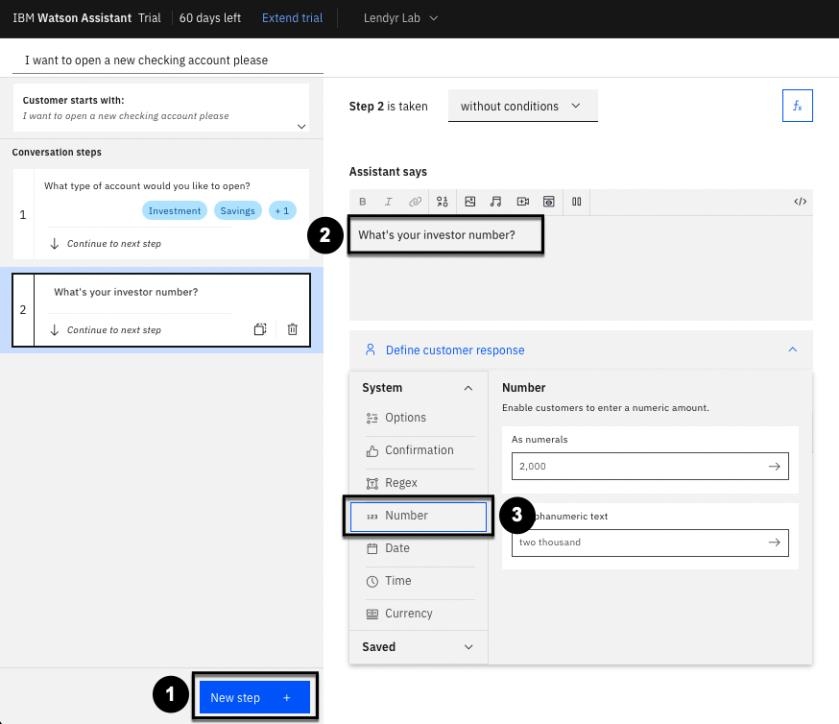 IBM Watson Assistant Trial 60 days left Extend trial Lendyr Lab
I want to open a new checking account please
Customer starts with:
I want to open a new checking account please
Conversation steps
1
What type of account would you like to open?
Investment Savings + 1
Continue to next step
2
What's your investor number?
Continue to next step
1
New step +
Step 2 is taken without conditions
fx
Assistant says
B I </>
2
What's your investor number?
Define customer response
System
Options
Confirmation
Regex
123 Number
Date
Time
Currency
Saved
3
Number
Enable customers to enter a numeric amount.
As numerals
2,000
text
two thousand